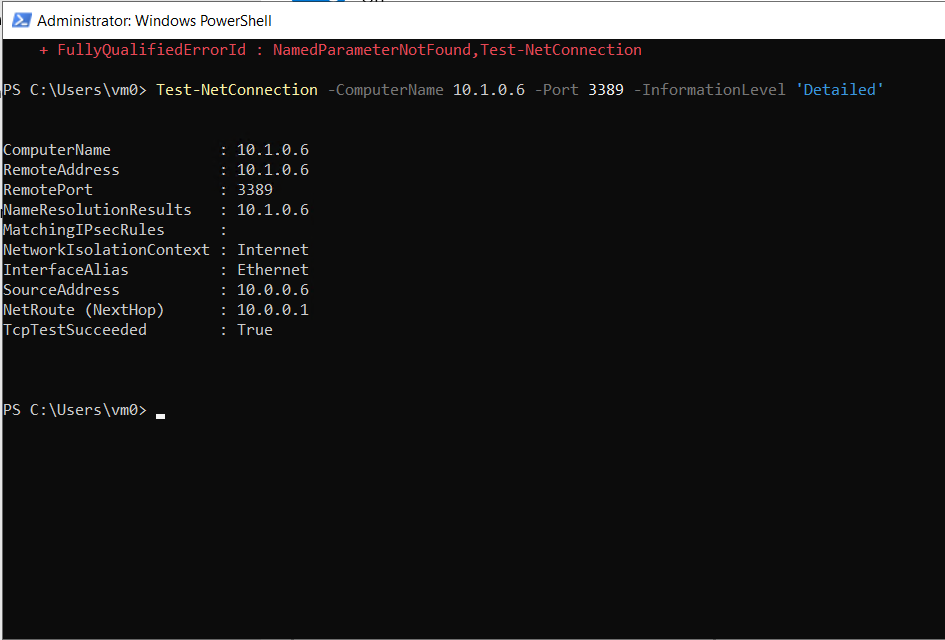 Administrator: Windows PowerShell
+ FullyQualifiedErrorId : NamedParameterNotFound,Test-NetConnection
PS C:\Users\vm0> Test-NetConnection -ComputerName 10.1.0.6 -Port 3389 -InformationLevel 'Detailed'
ComputerName : 10.1.0.6
RemoteAddress : 10.1.0.6
RemotePort : 3389
NameResolutionResults : 10.1.0.6
MatchingIPsecRules :
NetworkIsolationContext : Internet
InterfaceAlias : Ethernet
SourceAddress : 10.0.0.6
NetRoute (NextHop) : 10.0.0.1
TcpTestSucceeded : True
PS C:\Users\vm0>